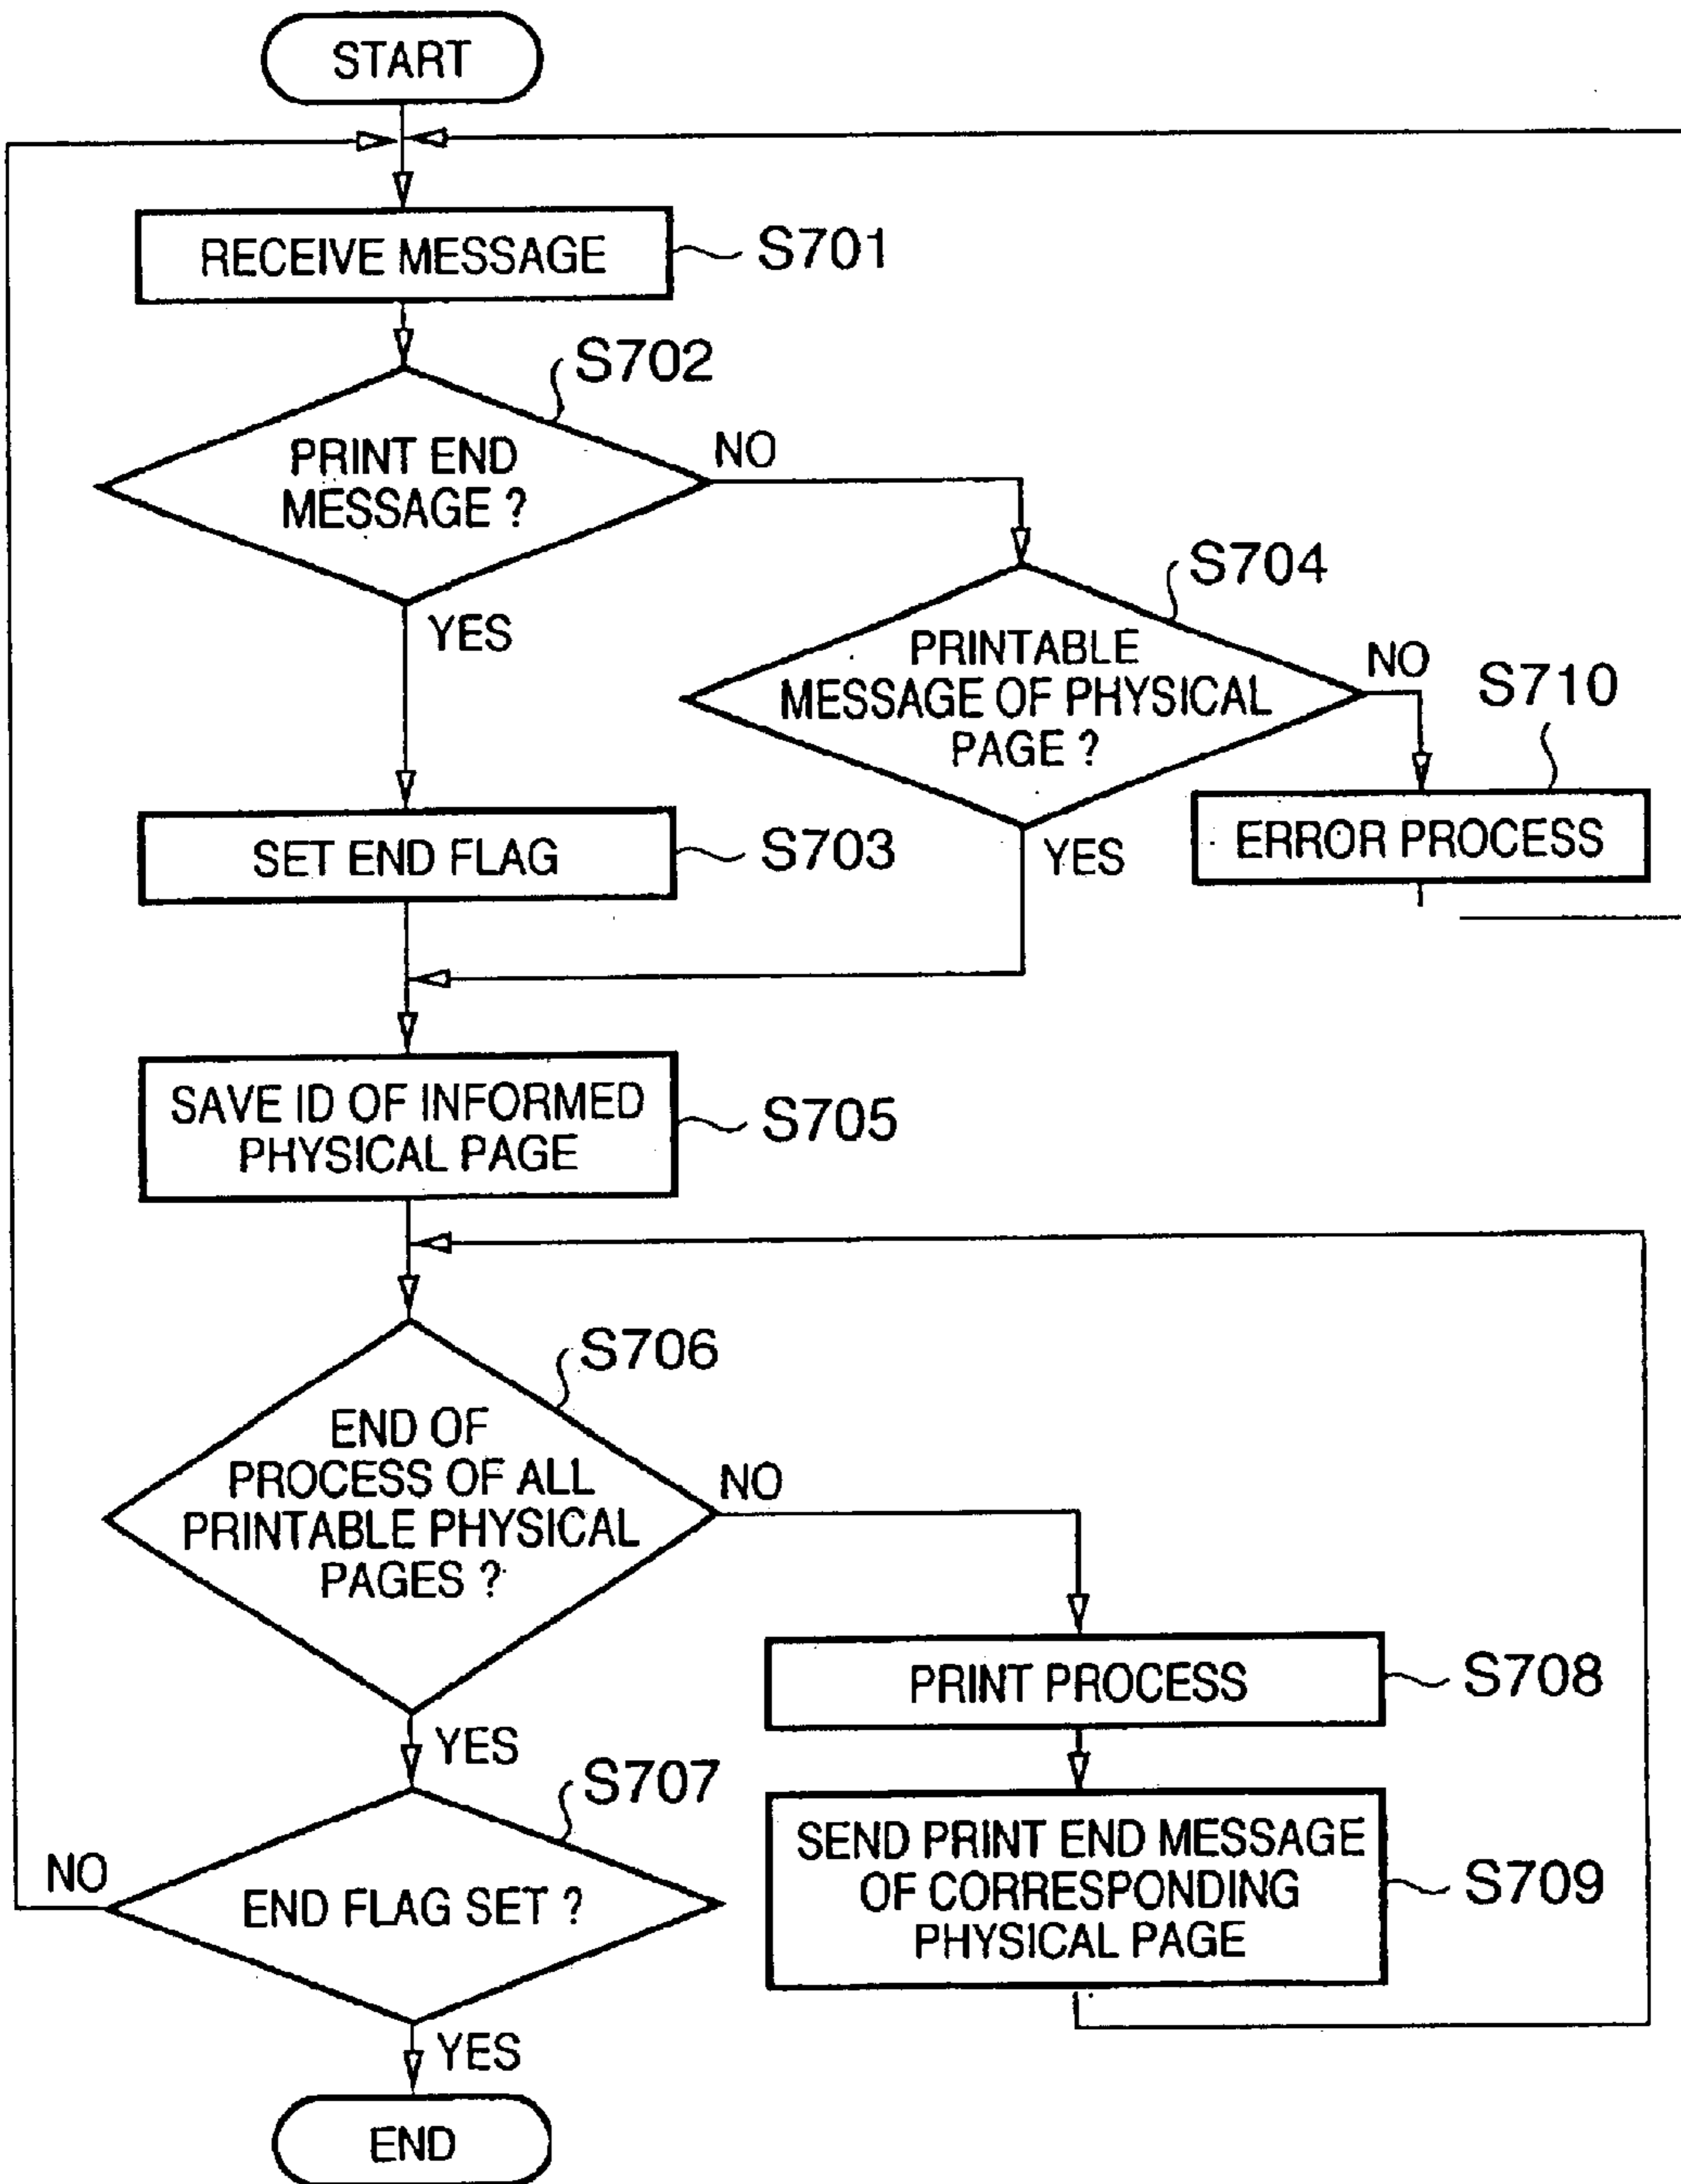 START
RECEIVE MESSAGE
S701
S702
PRINT END
MESSAGE ?
NO
YES
S704
PRINTABLE
MESSAGE OF PHYSICAL
PAGE ?
NO
YES
S710
ERROR PROCESS
SET END FLAG
S703
SAVE ID OF INFORMED
PHYSICAL PAGE
S705
S706
END OF
PROCESS OF ALL
PRINTABLE PHYSICAL
PAGES ?
NO
YES
PRINT PROCESS
S708
S707
END FLAG SET ?
NO
YES
SEND PRINT END MESSAGE
OF CORRESPONDING
PHYSICAL PAGE
S709
END